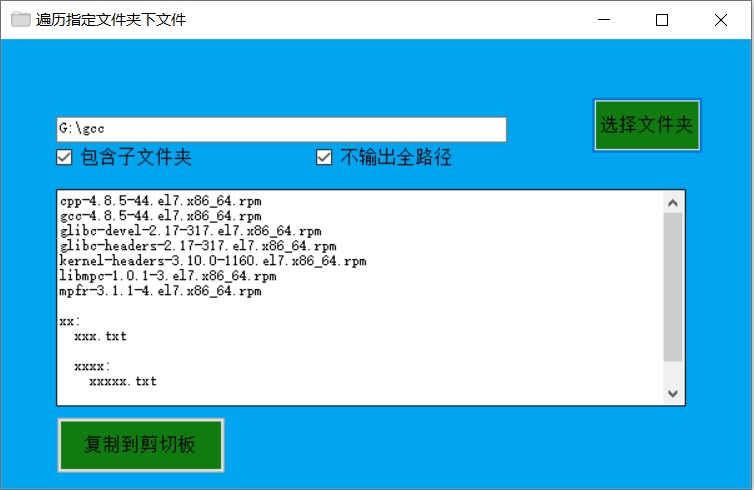 遍历指定文件夹下文件
G:\gcc
选择文件夹
包含子文件夹 不输出全路径
cpp-4.8.5-44.el7.x86_64.rpm
gcc-4.8.5-44.el7.x86_64.rpm
glibc-devel-2.17-317.el7.x86_64.rpm
glibc-headers-2.17-317.el7.x86_64.rpm
kernel-headers-3.10.0-1160.el7.x86_64.rpm
libmpc-1.0.1-3.el7.x86_64.rpm
mpfr-3.1.1-4.el7.x86_64.rpm
xx:
xxx.txt
xxxx:
xxxxx.txt
复制到剪切板